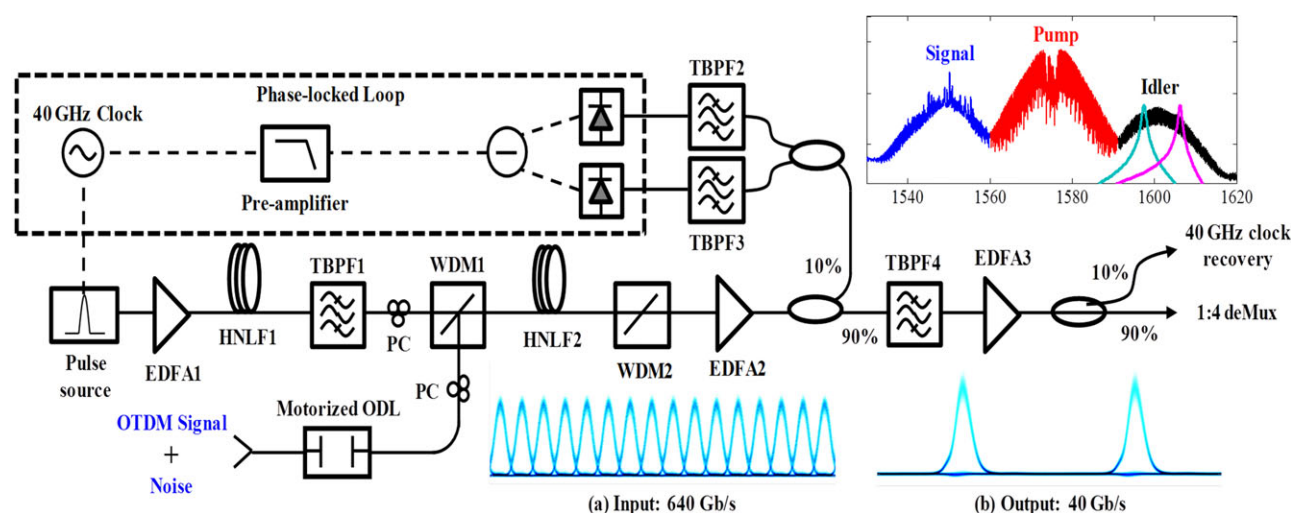 Phase-locked Loop
40 GHz Clock
Pre-amplifier
TBPF2
TBPF3
Signal
Pump
Idler
1540
1560
1580
1600
1620
Pulse
source
EDFA1
HNLF1
TBPF1
PC
WDM1
HNLF2
WDM2
EDFA2
10%
90%
TBPF4
EDFA3
10%
90%
40 GHz clock
recovery
1:4 deMux
PC
Motorized ODL
OTDM Signal
+
Noise
(a) Input: 640 Gb/s
(b) Output: 40 Gb/s